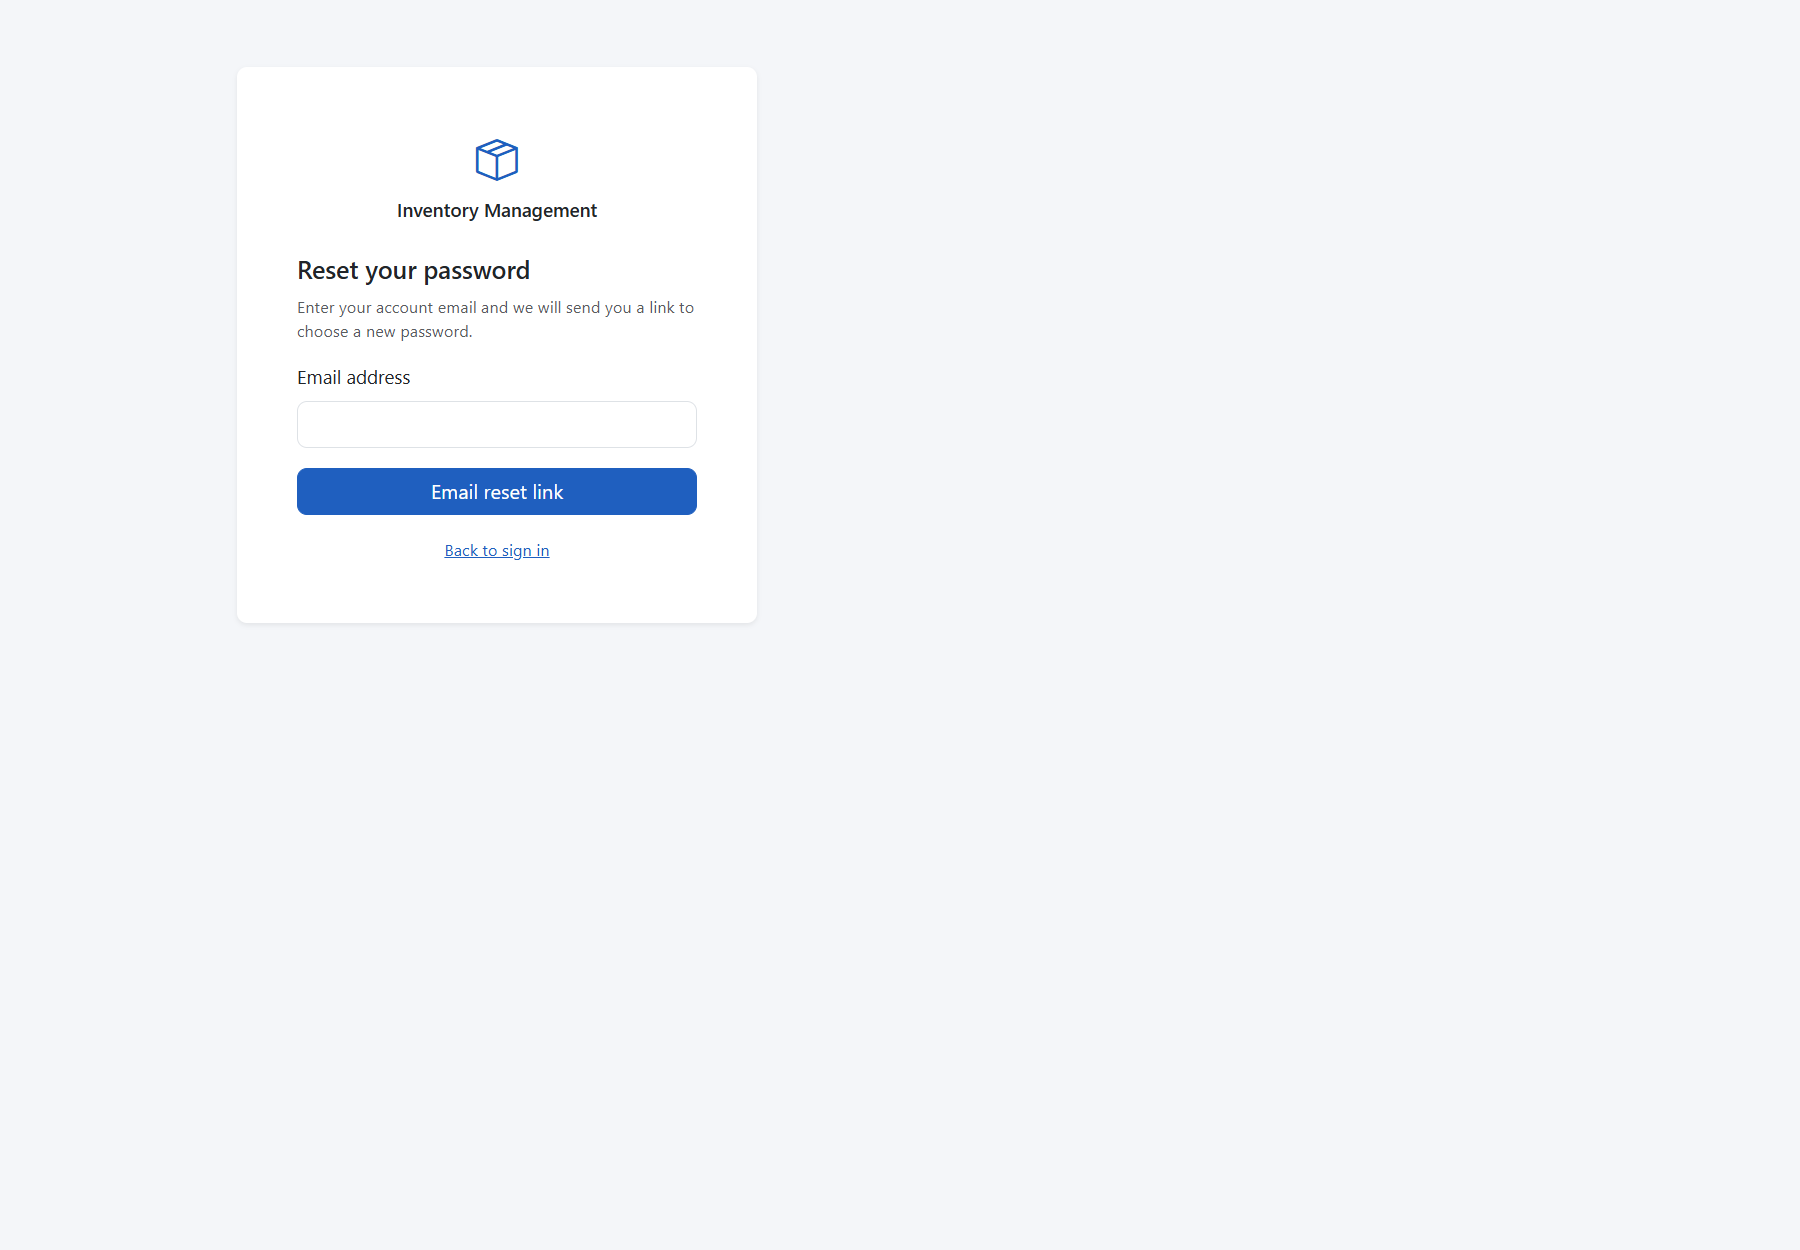 Inventory Management
Reset your password
Enter your account email and we will send you a link to
choose a new password.
Email address
Email reset link
Back to sign in